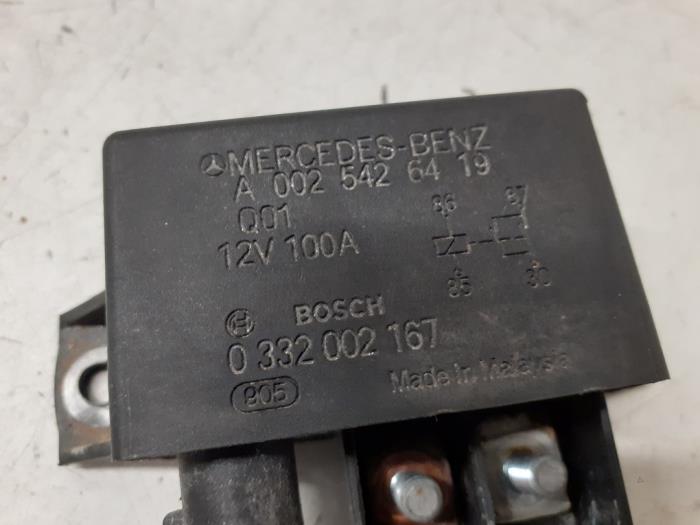 MERCEDES-BENZ
A 002 542 64 19
Q01
12V 100A
86 87
85 30
BOSCH
0 332 002 167
905
Made in Malaysia